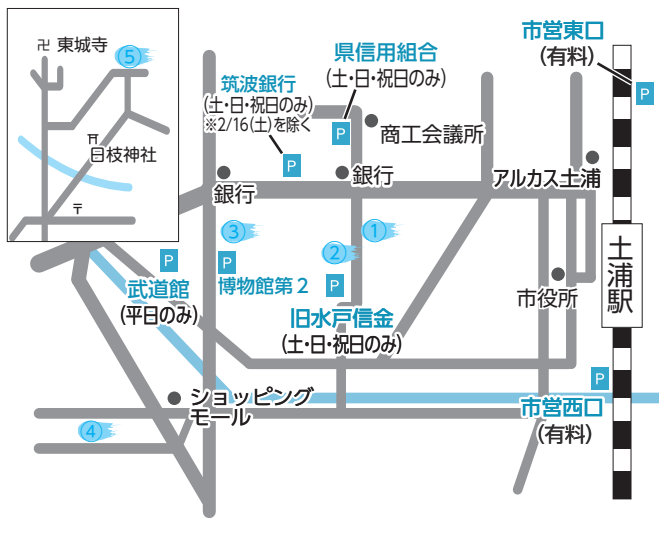 卍 東城寺
⑤
日枝神社
〒
市営東口
(有料)
P
県信用組合
(土・日・祝日のみ)
P
商工会議所
筑波銀行
(土・日・祝日のみ)
※2/16(土)を除く
P
銀行
銀行
アルカス土浦
③
①
②
P
武道館
(平日のみ)
P
博物館第2
P
旧水戸信金
(土・日・祝日のみ)
市役所
土浦駅
P
市営西口
(有料)
ショッピング
モール
④